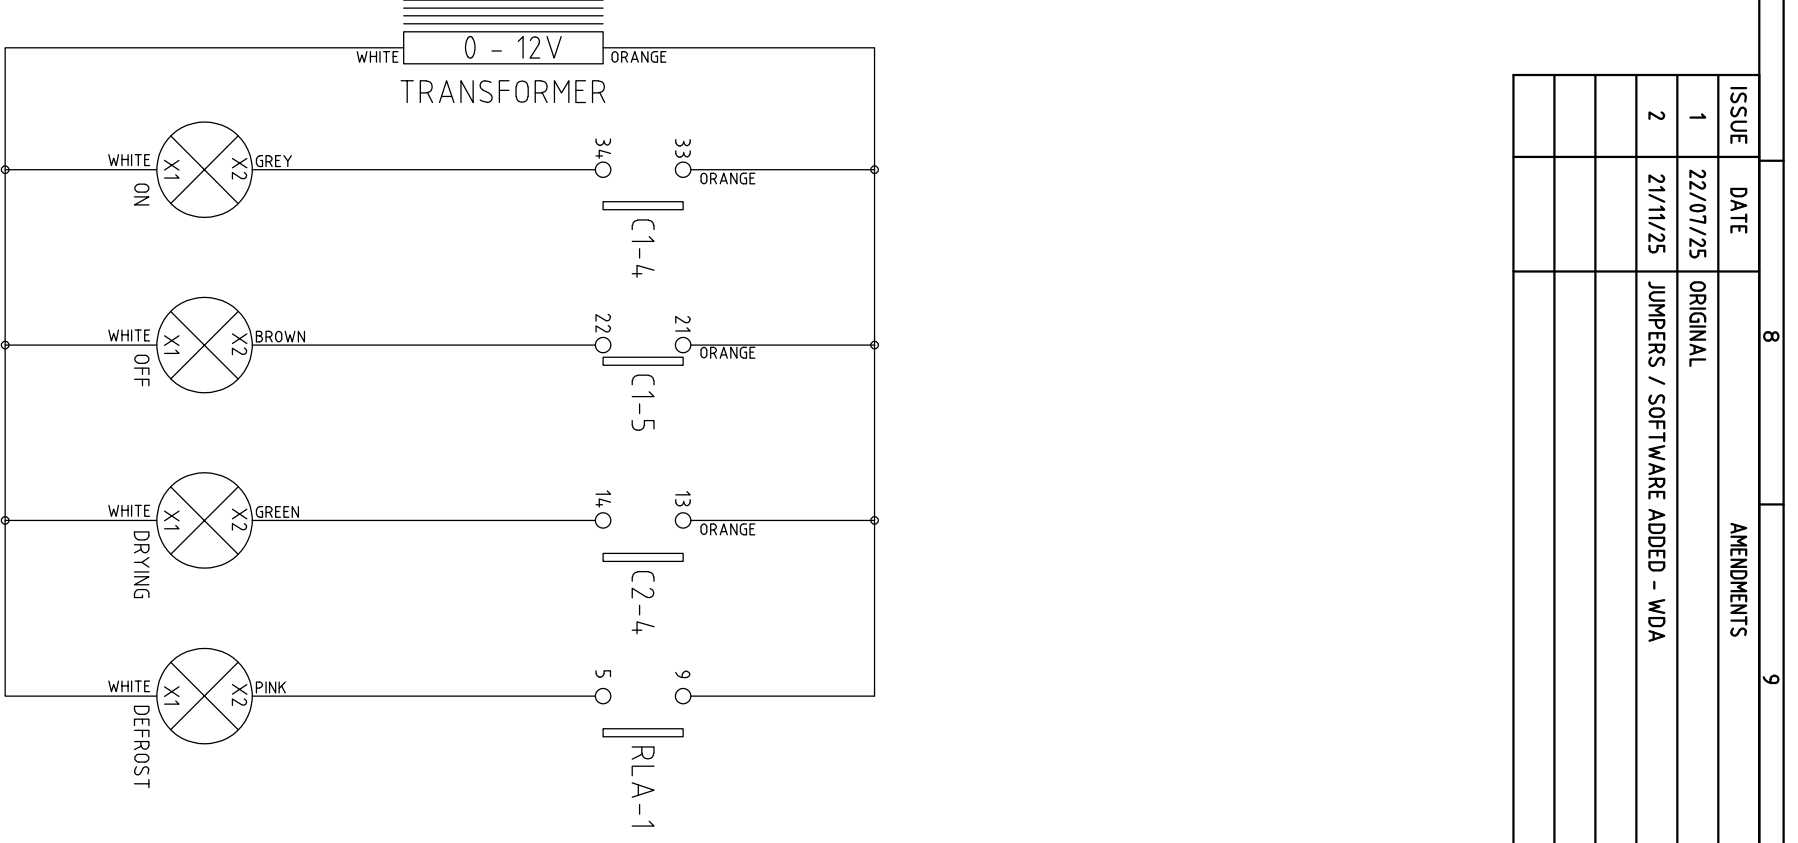 0 - 12V
WHITE
ORANGE
TRANSFORMER
WHITE
X1
X2
GREY
34
33
ORANGE
ON
C1-4
WHITE
X1
X2
BROWN
22
21
ORANGE
OFF
C1-5
WHITE
X1
X2
GREEN
14
13
ORANGE
DRYING
C2-4
WHITE
X1
X2
PINK
5
9
DEFROST
RLA-1
8
9
ISSUE DATE AMENDMENTS
1 22/07/25 ORIGINAL
2 21/11/25 JUMPERS / SOFTWARE ADDED - WDA